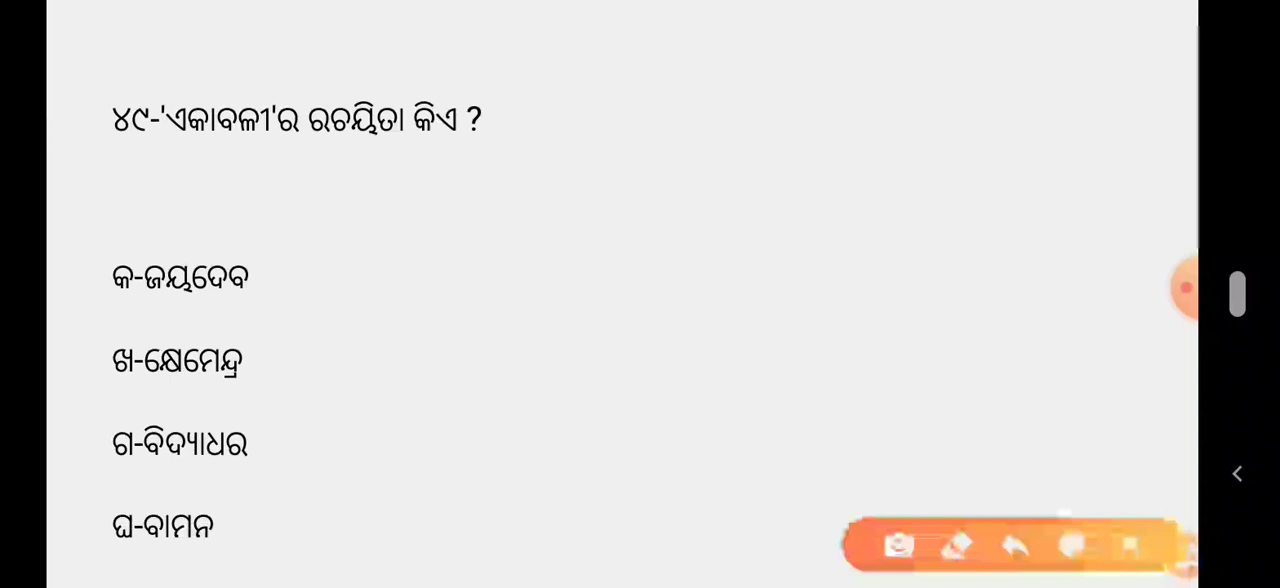 ୪୯-'ଏକାବଳୀ'ର ରଚୟିତା କିଏ ?
କ-ଜୟଦେବ
ଖ-କ୍ଷେମେନ୍ଦ୍ର
ଗ-ବିଦ୍ୟାଧର
ଘ-ବାମନ